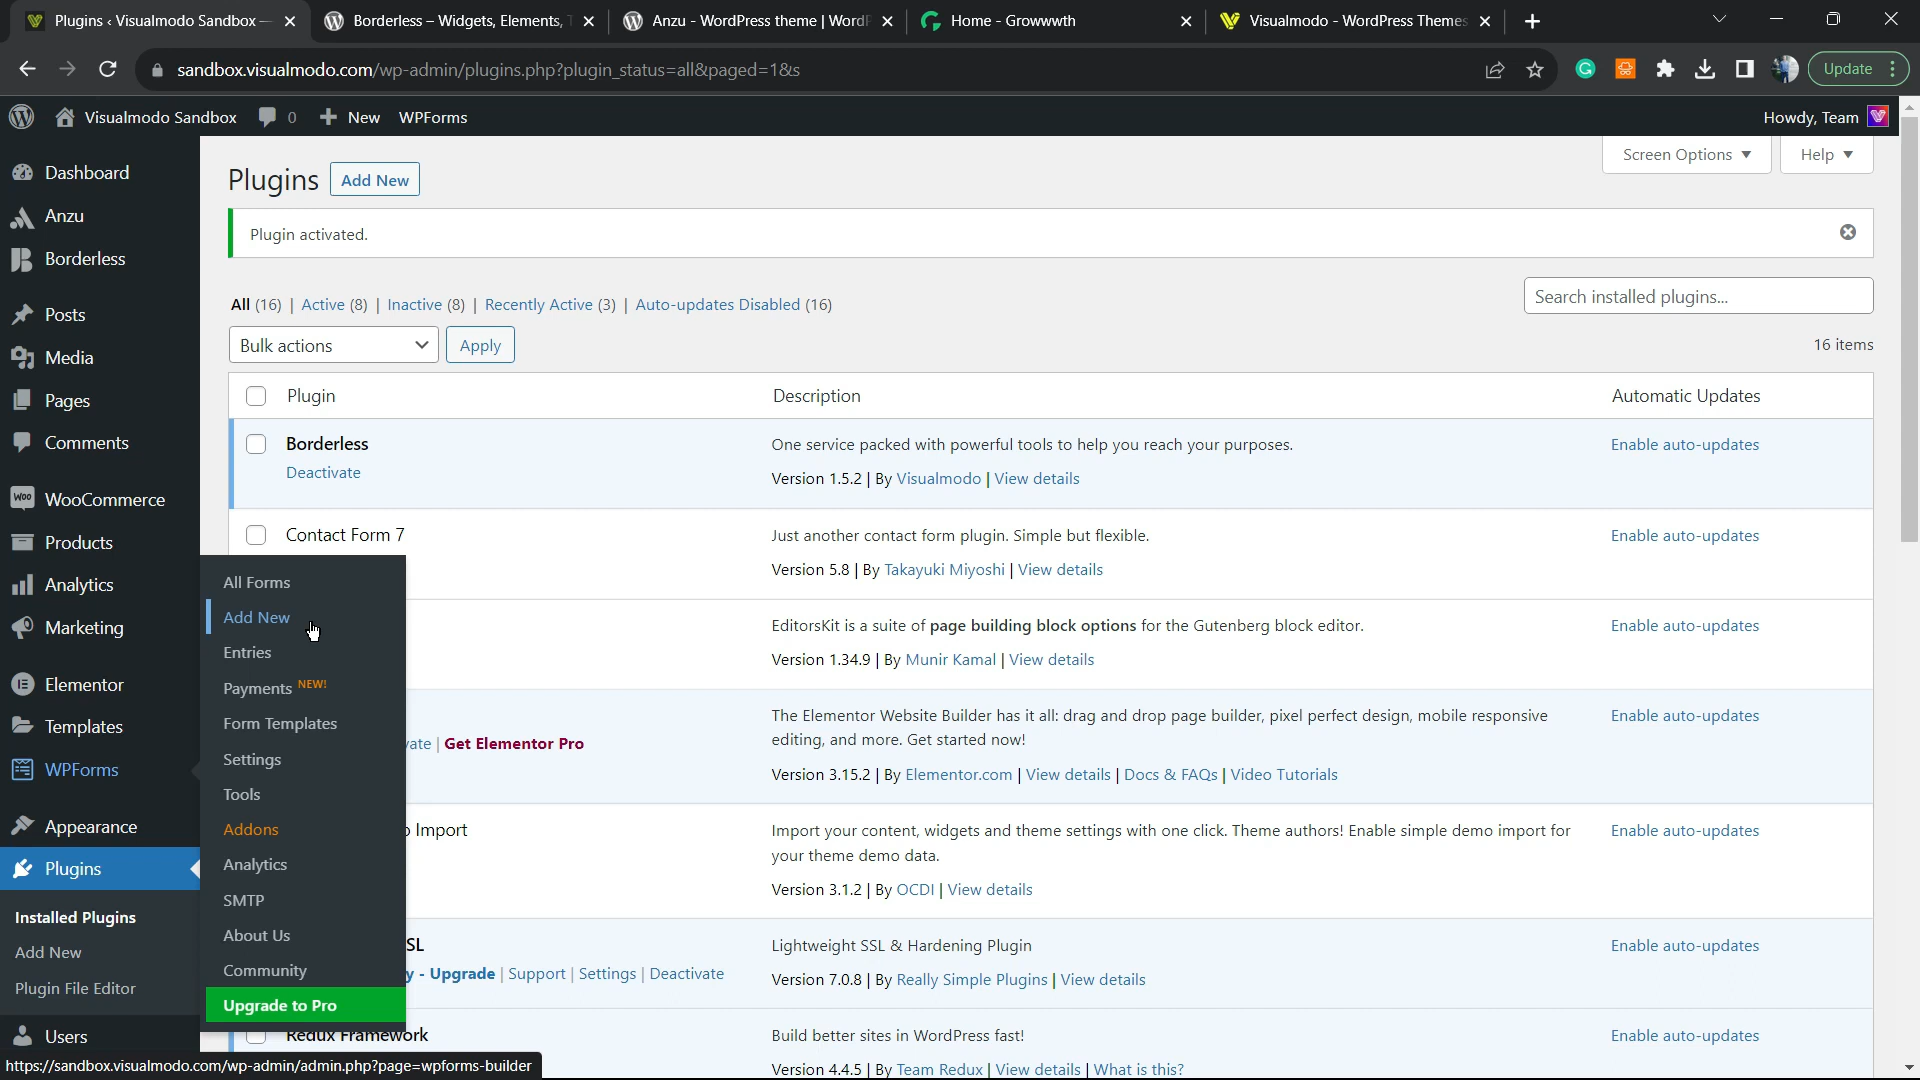 Plugins ‹ Visualmodo Sandbox —
Borderless – Widgets, Elements, T
Anzu - WordPress theme | WordP
Home - Growwwth
Visualmodo - WordPress Themes
sandbox.visualmodo.com/wp-admin/plugins.php?plugin_status=all&paged=1&s
Update
Visualmodo Sandbox 0 New WPForms
Howdy, Team
Dashboard
Anzu
Borderless
Posts
Media
Pages
Comments
WooCommerce
Products
Analytics
Marketing
Elementor
Templates
WPForms
Appearance
Plugins
Installed Plugins
Add New
Plugin File Editor
Users
All Forms
Add New
Entries
Payments NEW!
Form Templates
Settings
Tools
Addons
Analytics
SMTP
About Us
Community
Upgrade to Pro
https://sandbox.visualmodo.com/wp-admin/admin.php?page=wpforms-builder
Screen Options
Help
Plugins Add New
Plugin activated.
All (16) | Active (8) | Inactive (8) | Recently Active (3) | Auto-updates Disabled (16)
Search installed plugins...
Bulk actions Apply
16 items
Plugin Description Automatic Updates
Borderless
Deactivate
One service packed with powerful tools to help you reach your purposes.
Version 1.5.2 | By Visualmodo | View details
Enable auto-updates
Contact Form 7
Just another contact form plugin. Simple but flexible.
Version 5.8 | By Takayuki Miyoshi | View details
Enable auto-updates
EditorsKit is a suite of page building block options for the Gutenberg block editor.
Version 1.34.9 | By Munir Kamal | View details
Enable auto-updates
vate | Get Elementor Pro
The Elementor Website Builder has it all: drag and drop page builder, pixel perfect design, mobile responsive
editing, and more. Get started now!
Version 3.15.2 | By Elementor.com | View details | Docs & FAQs | Video Tutorials
Enable auto-updates
o Import
Import your content, widgets and theme settings with one click. Theme authors! Enable simple demo import for
your theme demo data.
Version 3.1.2 | By OCDI | View details
Enable auto-updates
SL
y - Upgrade | Support | Settings | Deactivate
Lightweight SSL & Hardening Plugin
Version 7.0.8 | By Really Simple Plugins | View details
Enable auto-updates
Redux Framework
Build better sites in WordPress fast!
Version 4.4.5 | By Team Redux | View details | What is this?
Enable auto-updates